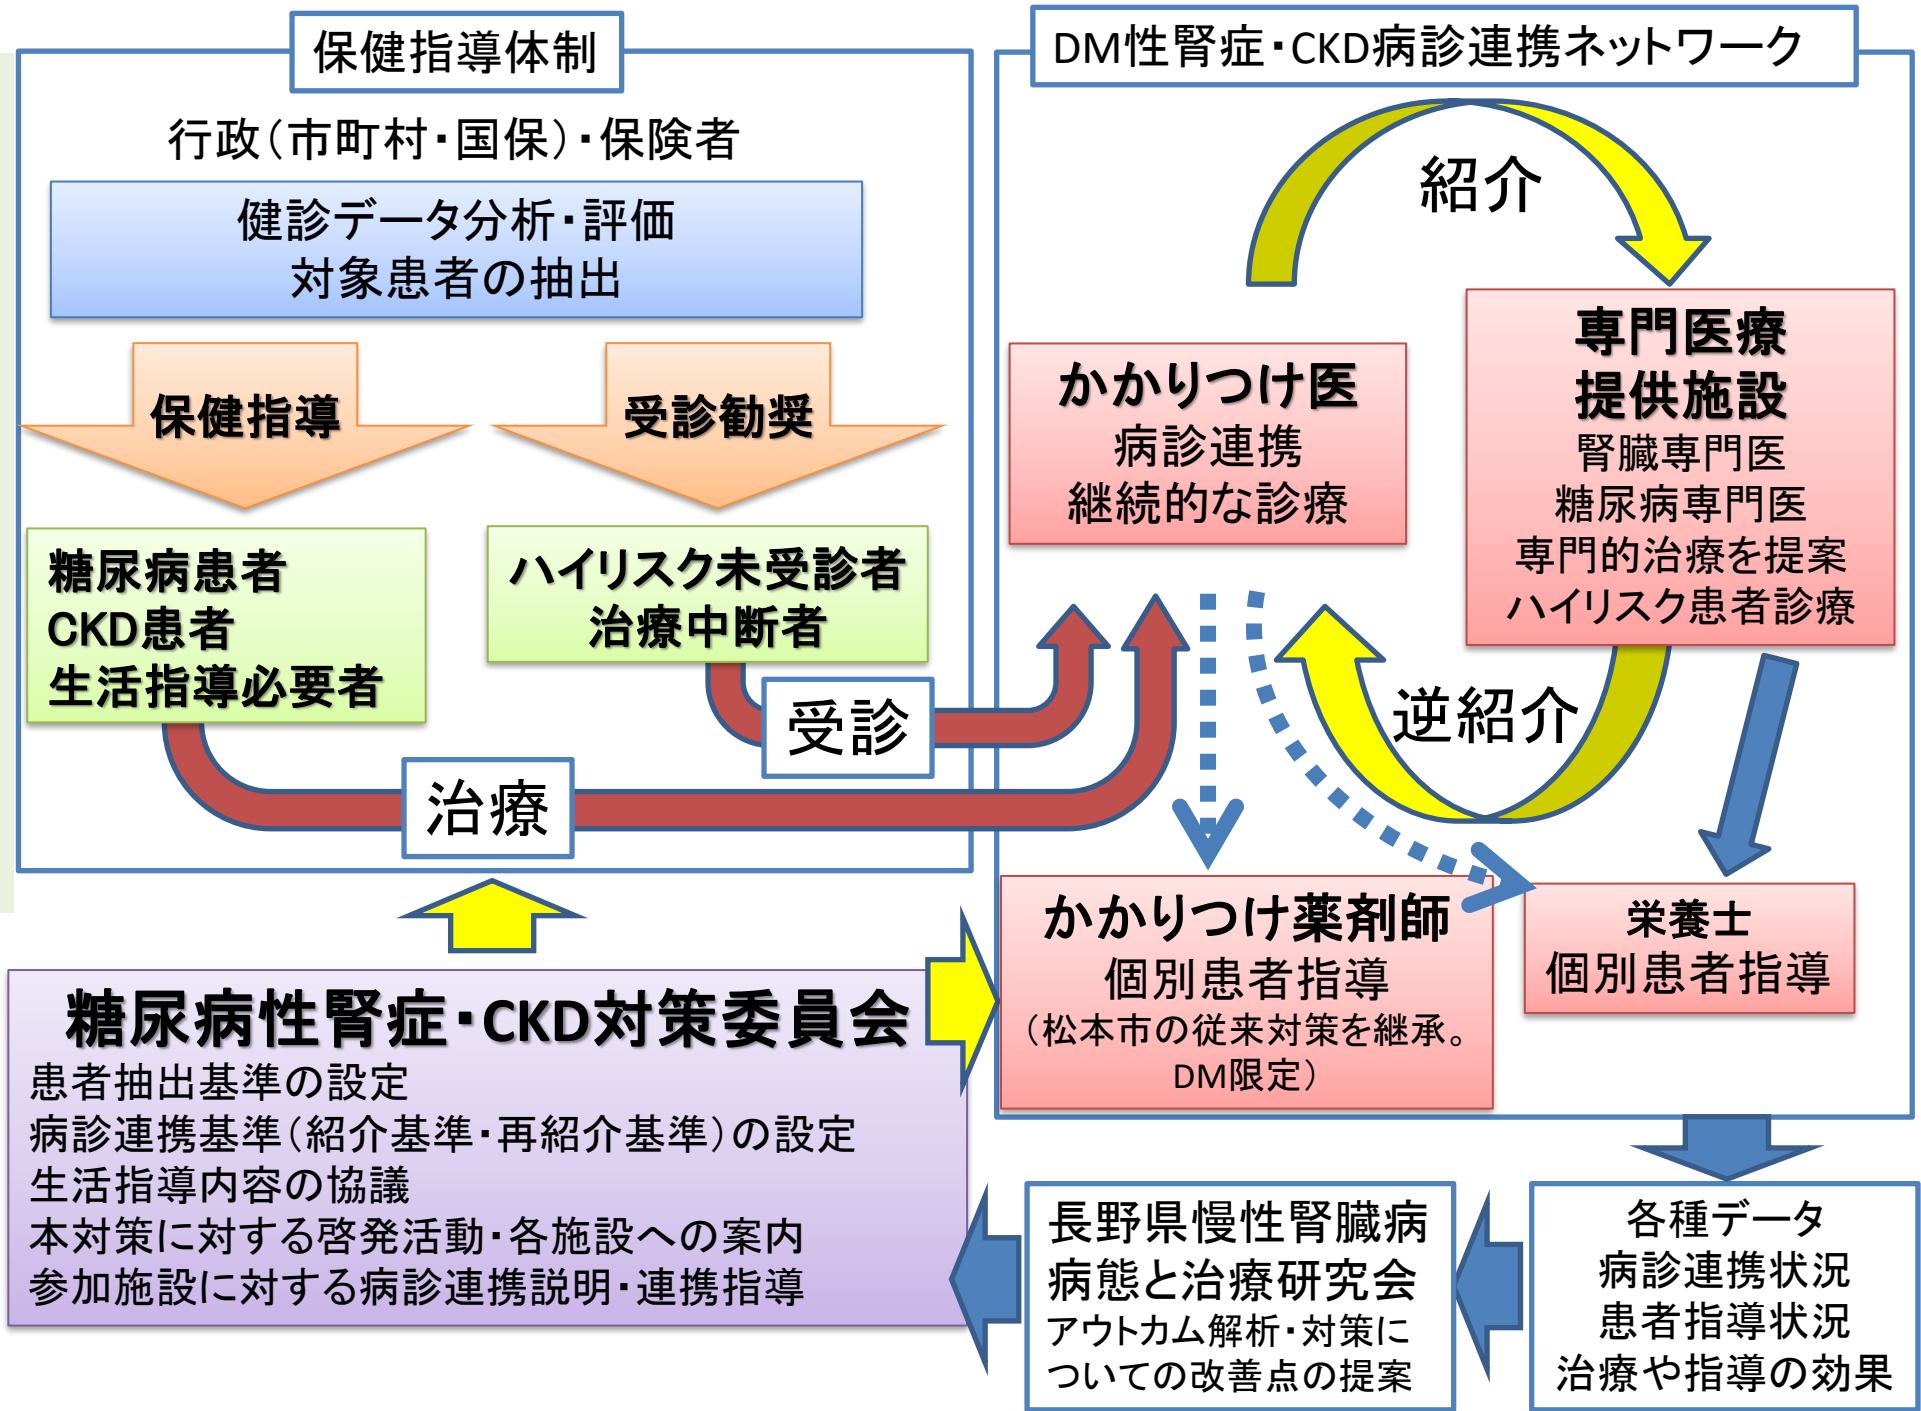 保健指導体制
行政(市町村・国保)・保険者
健診データ分析・評価
対象患者の抽出
保健指導
受診勧奨
糖尿病患者
CKD患者
生活指導必要者
ハイリスク未受診者
治療中断者
受診
治療
DM性腎症・CKD病診連携ネットワーク
紹介
かかりつけ医
病診連携
継続的な診療
専門医療
提供施設
腎臓専門医
糖尿病専門医
専門的治療を提案
ハイリスク患者診療
逆紹介
かかりつけ薬剤師
個別患者指導
(松本市の従来対策を継承。
DM限定)
栄養士
個別患者指導
糖尿病性腎症・CKD対策委員会
患者抽出基準の設定
病診連携基準(紹介基準・再紹介基準)の設定
生活指導内容の協議
本対策に対する啓発活動・各施設への案内
参加施設に対する病診連携説明・連携指導
長野県慢性腎臓病
病態と治療研究会
アウトカム解析・対策に
ついての改善点の提案
各種データ
病診連携状況
患者指導状況
治療や指導の効果